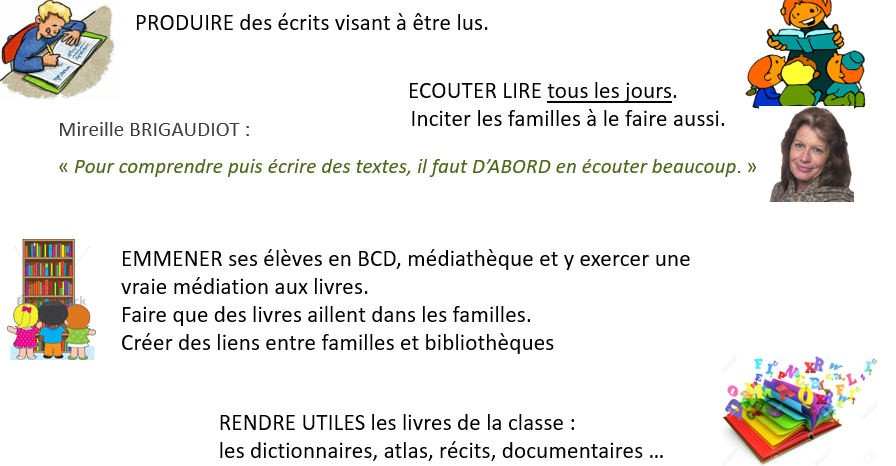 PRODUIRE des écrits visant à être lus.
ECOUTER LIRE tous les jours.
Inciter les familles à le faire aussi.
Mireille BRIGAUDIOT :
« Pour comprendre puis écrire des textes, il faut D’ABORD en écouter beaucoup. »
EMMENER ses élèves en BCD, médiathèque et y exercer une
vraie médiation aux livres.
Faire que des livres aillent dans les familles.
Créer des liens entre familles et bibliothèques
RENDRE UTILES les livres de la classe :
les dictionnaires, atlas, récits, documentaires …